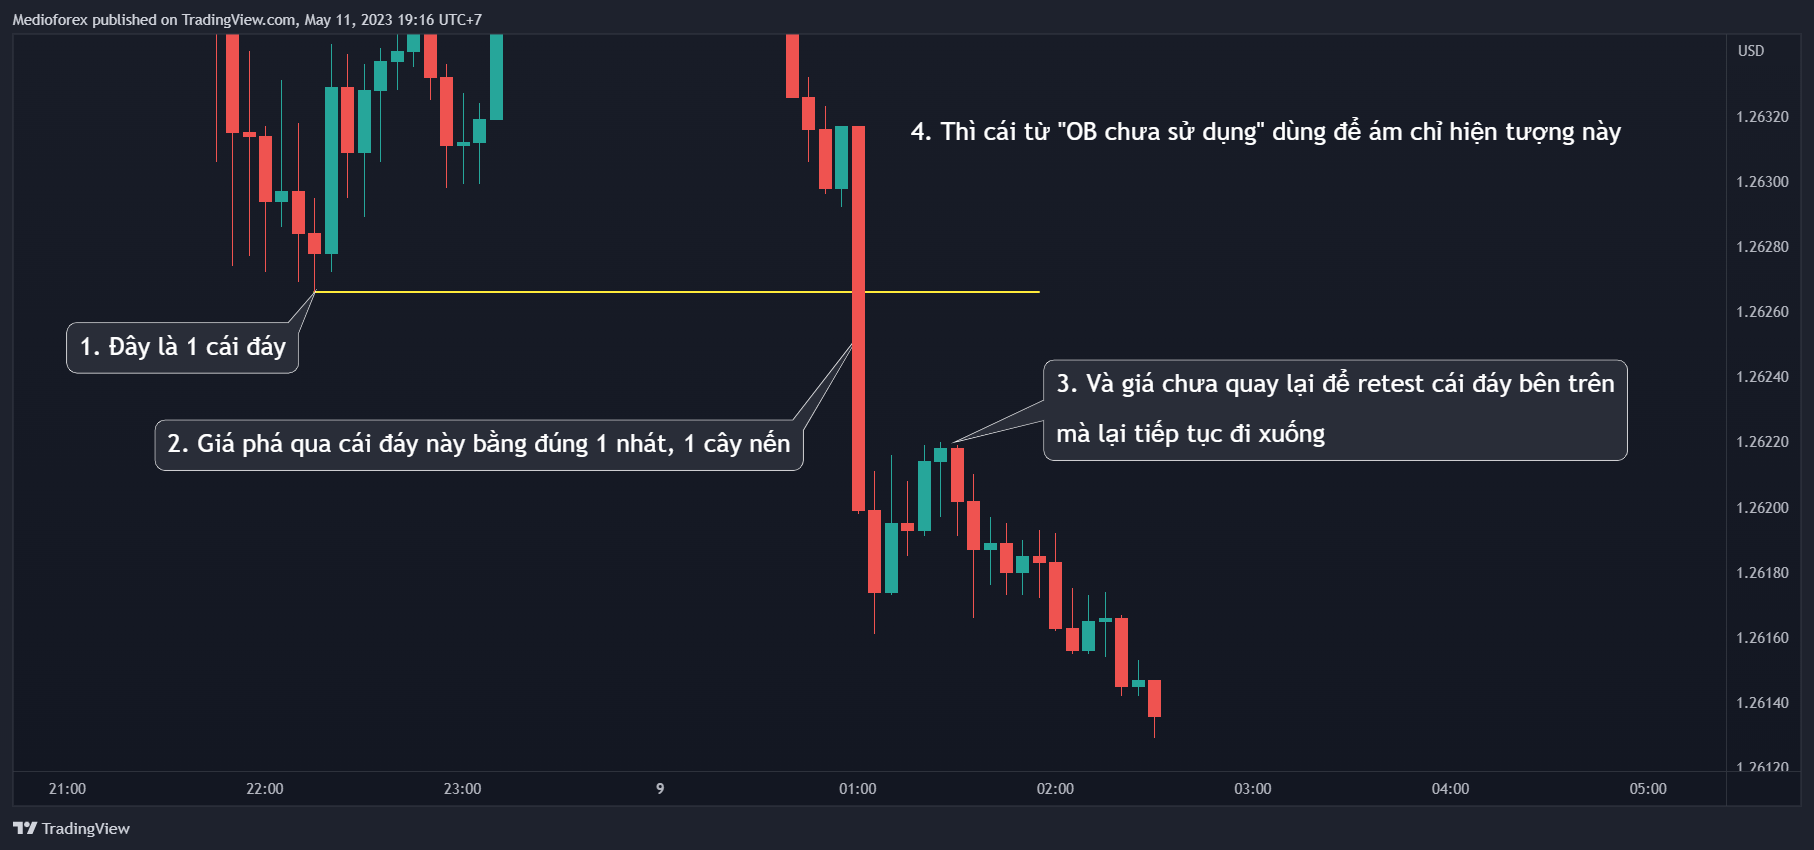 Medioforex published on TradingView.com, May 11, 2023 19:16 UTC+7
USD
4. Thì cái từ "OB chưa sử dụng" dùng để ám chỉ hiện tượng này
1.26320
1.26300
1.26280
1.26260
1. Đây là 1 cái đáy
1.26240
3. Và giá chưa quay lại để retest cái đáy bên trên
mà lại tiếp tục đi xuống
2. Giá phá qua cái đáy này bằng đúng 1 nhát, 1 cây nến
1.26220
1.26200
1.26180
1.26160
1.26140
1.26120
21:00 22:00 23:00 9 01:00 02:00 03:00 04:00 05:00
TradingView